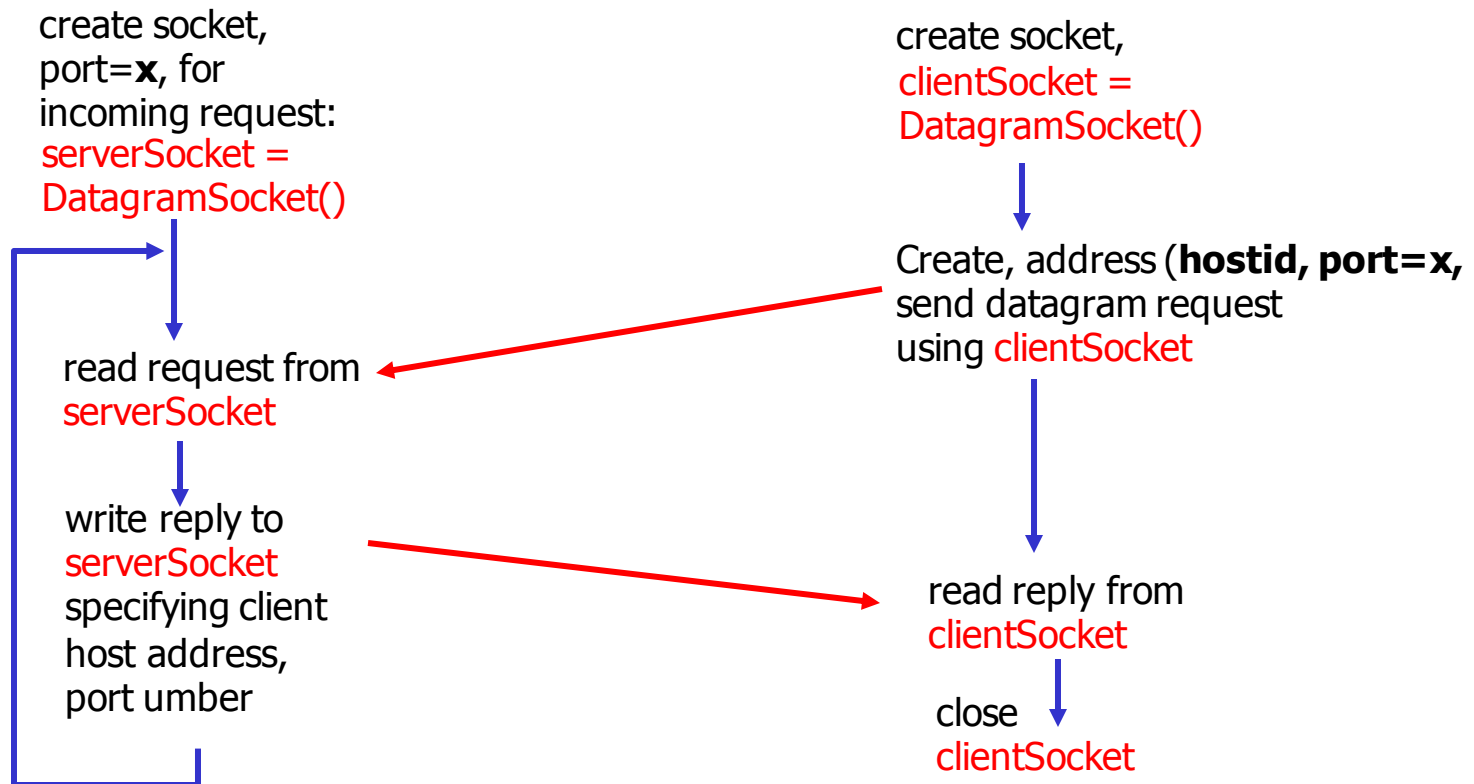 create socket,
port=x, for
incoming request:
serverSocket =
DatagramSocket()
read request from
serverSocket
write reply to
serverSocket
specifying client
host address,
port umber
create socket,
clientSocket =
DatagramSocket()
Create, address (hostid, port=x,
send datagram request
using clientSocket
read reply from
clientSocket
close
clientSocket